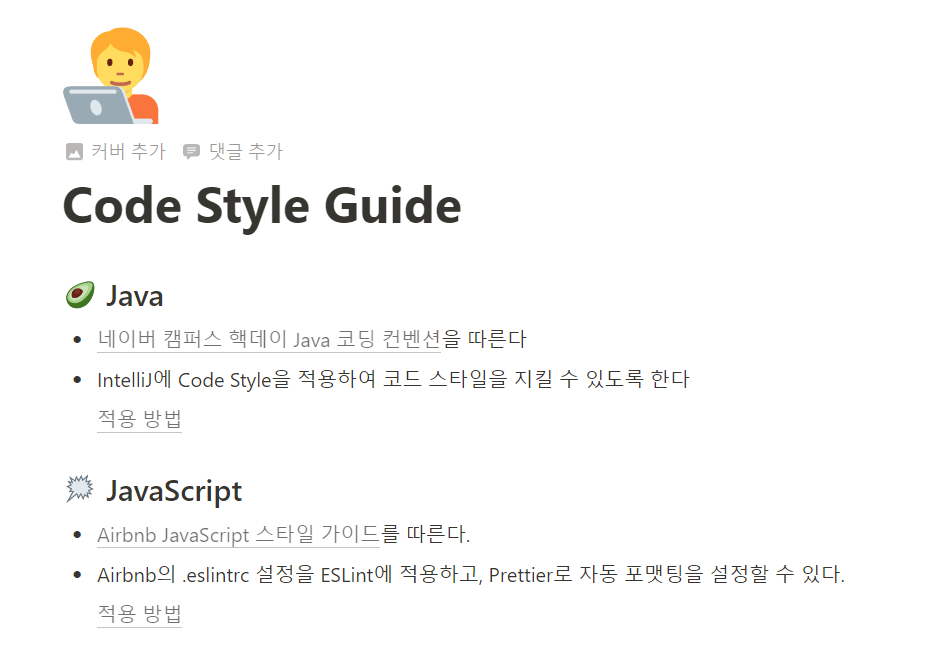 커버 추가 댓글 추가
Code Style Guide
Java
네이버 캠퍼스 핵데이 Java 코딩 컨벤션을 따른다
IntelliJ에 Code Style을 적용하여 코드 스타일을 지킬 수 있도록 한다
적용 방법
JavaScript
Airbnb JavaScript 스타일 가이드를 따른다.
Airbnb의 .eslintrc 설정을 ESLint에 적용하고, Prettier로 자동 포맷팅을 설정할 수 있다.
적용 방법